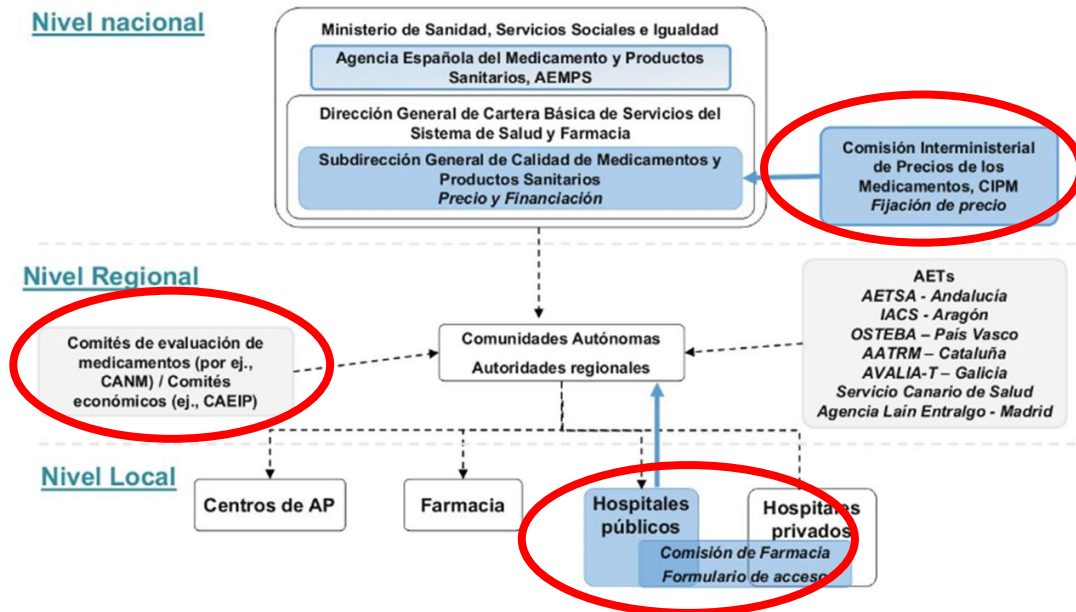 Nivel nacional
Ministerio de Sanidad, Servicios Sociales e Igualdad
Agencia Española del Medicamento y Productos
Sanitarios, AEMPS
Dirección General de Cartera Básica de Servicios del
Sistema de Salud y Farmacia
Subdirección General de Calidad de Medicamentos y
Productos Sanitarios
Precio y Financiación
Comisión Interministerial
de Precios de los
Medicamentos, CIPM
Fijación de precio
Nivel Regional
Comités de evaluación de
medicamentos (por ej.,
CANM) / Comités
económicos (ej., CAEIP)
Comunidades Autónomas
Autoridades regionales
AETs
AETSA - Andalucía
IACS - Aragón
OSTEBA – País Vasco
AATRM – Cataluña
AVALIA-T – Galicia
Servicio Canario de Salud
Agencia Laín Entralgo - Madrid
Nivel Local
Centros de AP
Farmacia
Hospitales
públicos
Hospitales
privados
Comisión de Farmacia
Formulario de acceso